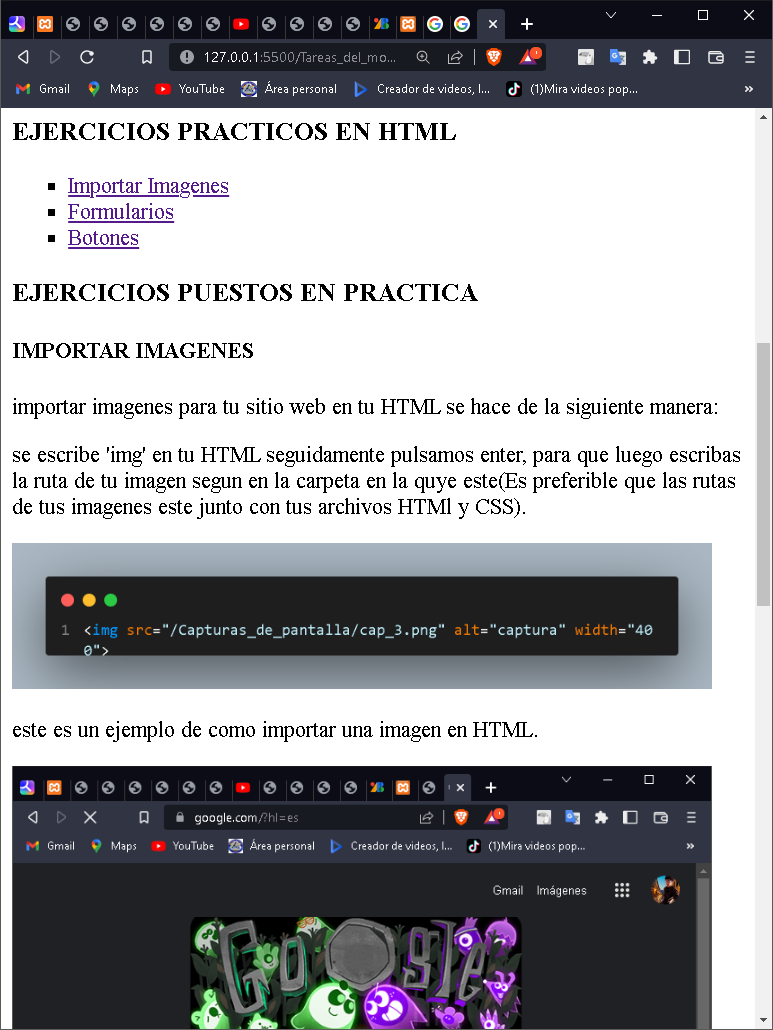 127.0.0.1:5500/Tareas_del_mo...
Gmail Maps YouTube Área personal Creador de videos, l... (1)Mira videos pop... »
EJERCICIOS PRACTICOS EN HTML
Importar Imagenes
Formularios
Botones
EJERCICIOS PUESTOS EN PRACTICA
IMPORTAR IMAGENES
importar imagenes para tu sitio web en tu HTML se hace de la siguiente manera:
se escribe 'img' en tu HTML seguidamente pulsamos enter, para que luego escribas
la ruta de tu imagen segun en la carpeta en la quye este(Es preferible que las rutas
de tus imagenes este junto con tus archivos HTMl y CSS).
1 <img src="/Capturas_de_pantalla/cap_3.png" alt="captura" width="40
0">
este es un ejemplo de como importar una imagen en HTML.
google.com/?hl=es
Gmail Maps YouTube Área personal Creador de videos, l... (1)Mira videos pop... »
Gmail Imágenes
Google